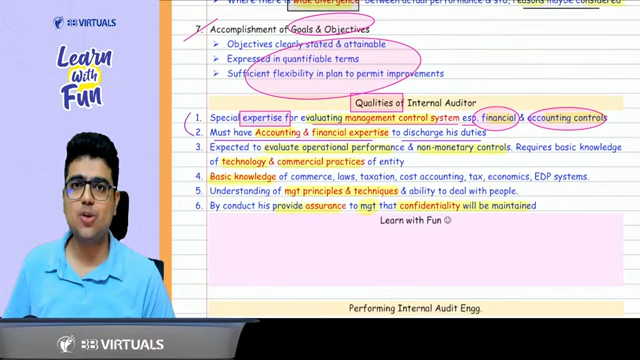 Where there is wide divergence between actual performance & std, reasons maybe considered
BB VIRTUALS
Learn
With
Fun
7. Accomplishment of Goals & Objectives
Objectives clearly stated & attainable
Expressed in quantifiable terms
Sufficient flexibility in plan to permit improvements
Qualities of Internal Auditor
1. Special expertise for evaluating management control system esp. financial & accounting controls
2. Must have Accounting & financial expertise to discharge his duties
3. Expected to evaluate operational performance & non-monetary controls. Requires basic knowledge
of technology & commercial practices of entity
4. Basic knowledge of commerce, laws, taxation, cost accounting, tax, economics, EDP systems.
5. Understanding of mgt principles & techniques & ability to deal with people.
6. By conduct his provide assurance to mgt that confidentiality will be maintained
Learn with Fun ☺
Performing Internal Audit Engg.
BB VIRTUALS